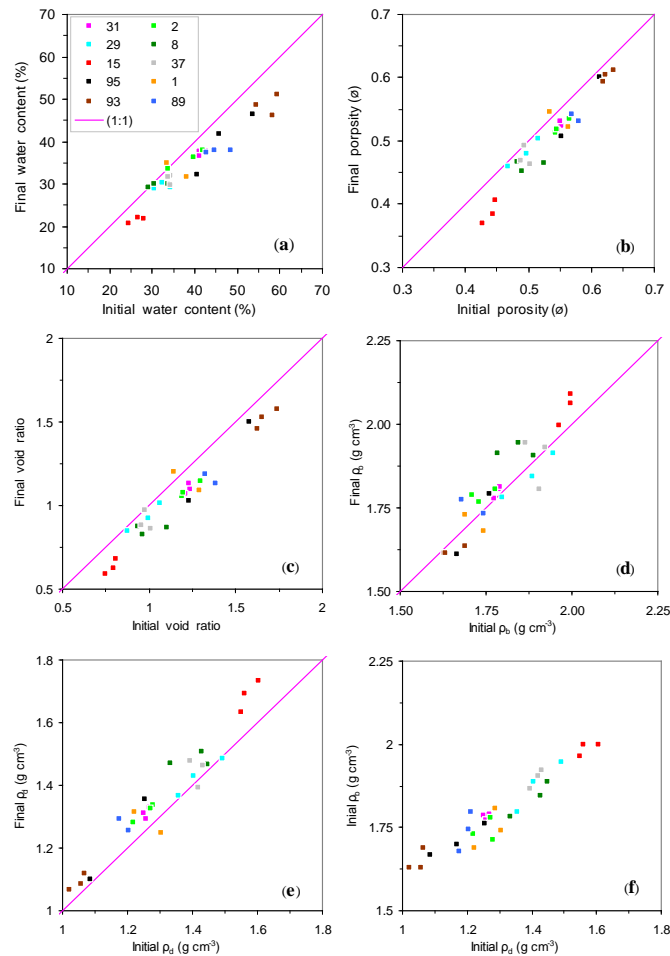 70
60
50
40
30
20
10
Final water content (%)
31 2
29 8
15 37
95 1
93 89
(1:1)
(a)
10 20 30 40 50 60 70
Initial water content (%)
0.7
0.6
0.5
0.4
0.3
Final porpsity (ø)
(b)
0.3 0.4 0.5 0.6 0.7
Initial porosity (ø)
2
1.5
1
0.5
Final void ratio
(c)
0.5 1 1.5 2
Initial void ratio
2.25
2.00
1.75
1.50
Final ρb (g cm-3)
(d)
1.50 1.75 2.00 2.25
Initial ρb (g cm-3)
1.8
1.6
1.4
1.2
1
Final ρd (g cm-3)
(e)
1 1.2 1.4 1.6 1.8
Initial ρd (g cm-3)
2.25
2
1.75
1.5
Inial ρb (g cm-3)
(f)
1 1.2 1.4 1.6 1.8
Initial ρd (g cm-3)